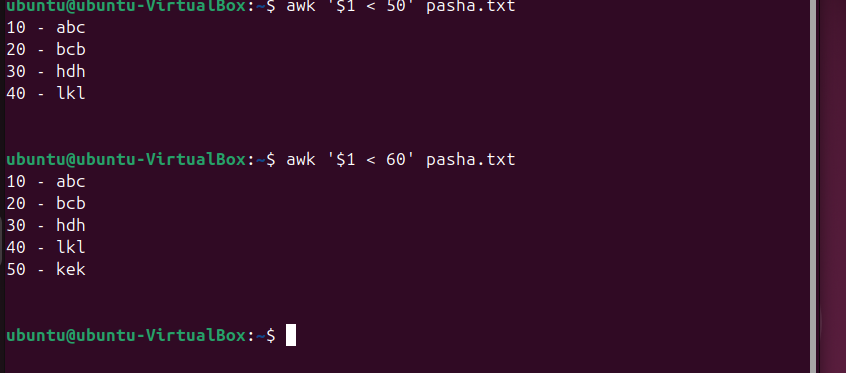 ubuntu@ubuntu-VirtualBox:~$ awk '$1 < 50' pasha.txt
10 - abc
20 - bcb
30 - hdh
40 - lkl
ubuntu@ubuntu-VirtualBox:~$ awk '$1 < 60' pasha.txt
10 - abc
20 - bcb
30 - hdh
40 - lkl
50 - kek
ubuntu@ubuntu-VirtualBox:~$